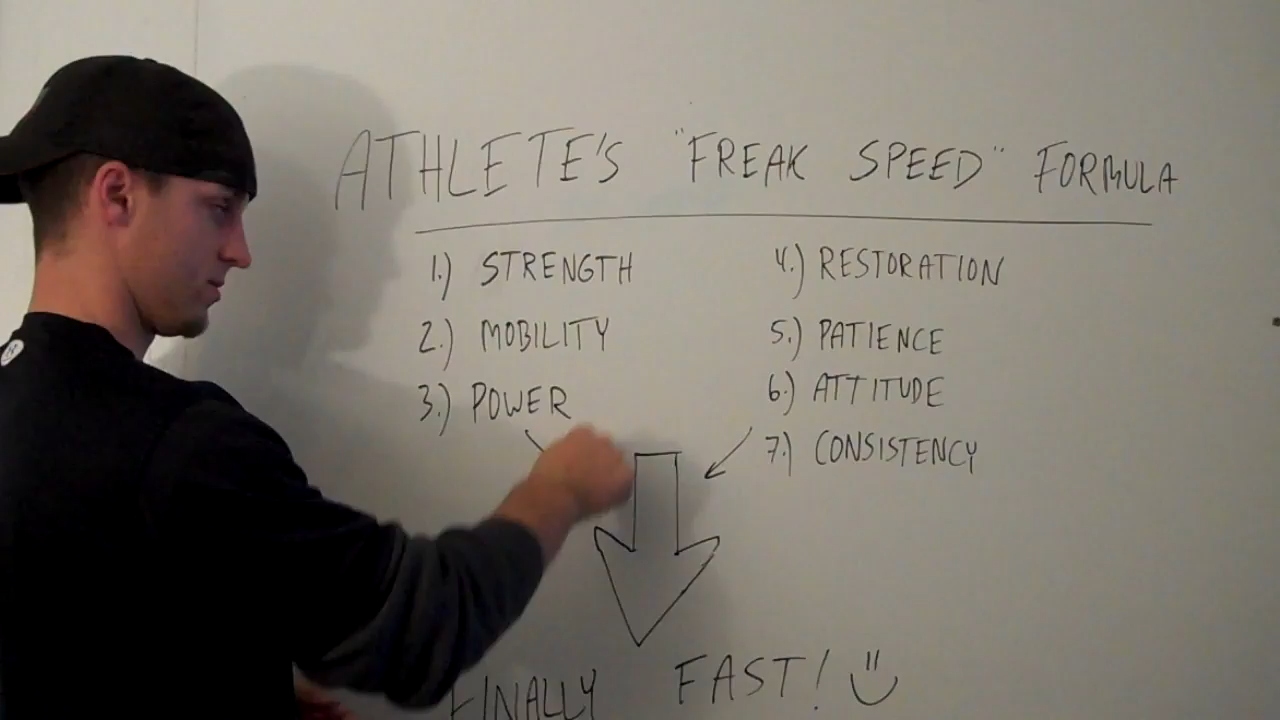 ATHLETE'S "FREAK SPEED" FORMULA
1.) STRENGTH
2.) MOBILITY
3.) POWER
4.) RESTORATION
5.) PATIENCE
6.) ATTITUDE
7.) CONSISTENCY
FINALLY FAST!